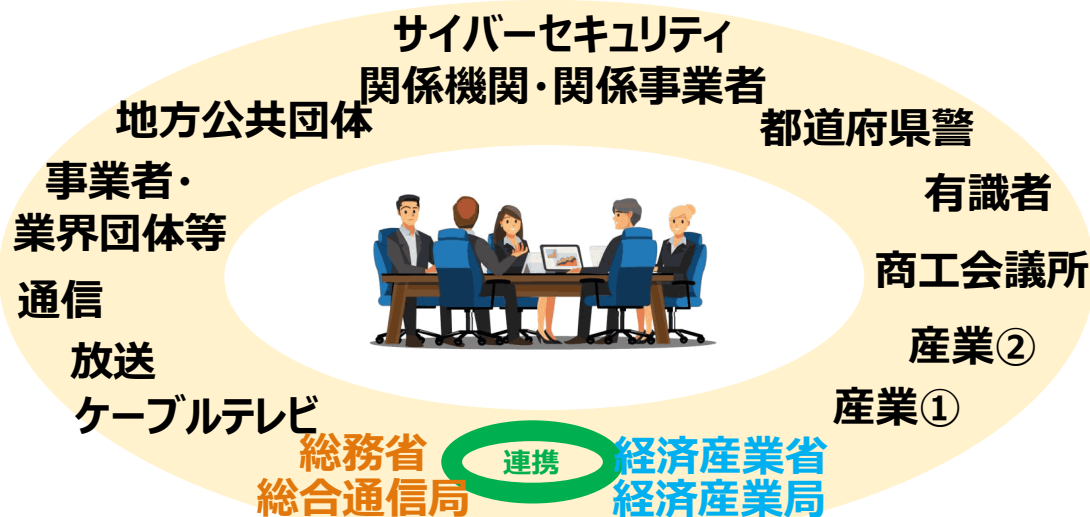 サイバーセキュリティ
関係機関・関係事業者
地方公共団体
都道府県警
事業者・
業界団体等
有識者
通信
商工会議所
放送
産業②
ケーブルテレビ
産業①
総務省
総合通信局
連携
経済産業省
経済産業局